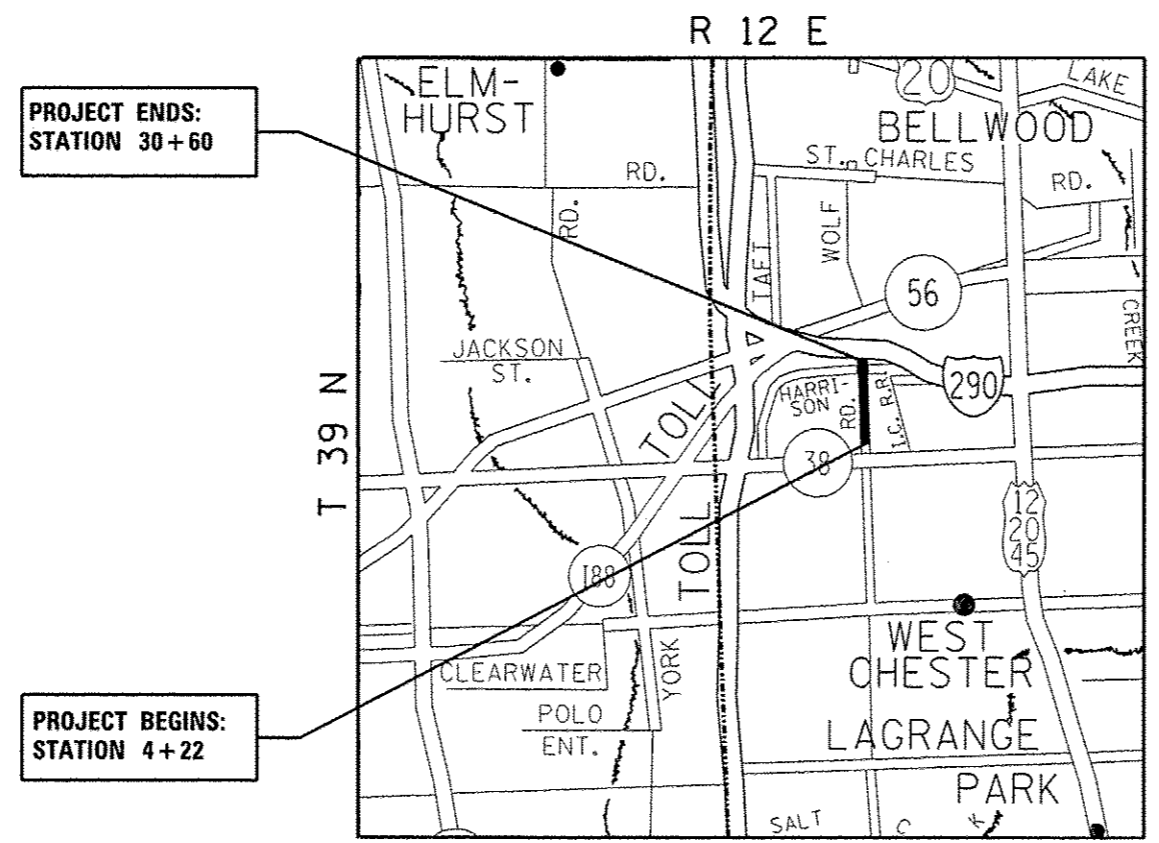 R 12 E
PROJECT ENDS:
STATION 30+60
ELM-
HURST
20
LAKE
BELLWOOD
ST. CHARLES
RD.
RD.
RD.
TAFT
WOLF
56
CREEK
JACKSON
ST.
290
HARRI-
SON
RD.
I.C. R.R.
T 39 N
TOLL
38
12
20
45
TOLL
188
WEST
CHESTER
CLEARWATER
YORK
PROJECT BEGINS:
STATION 4+22
POLO
ENT.
LAGRANGE
PARK
SALT
C
K